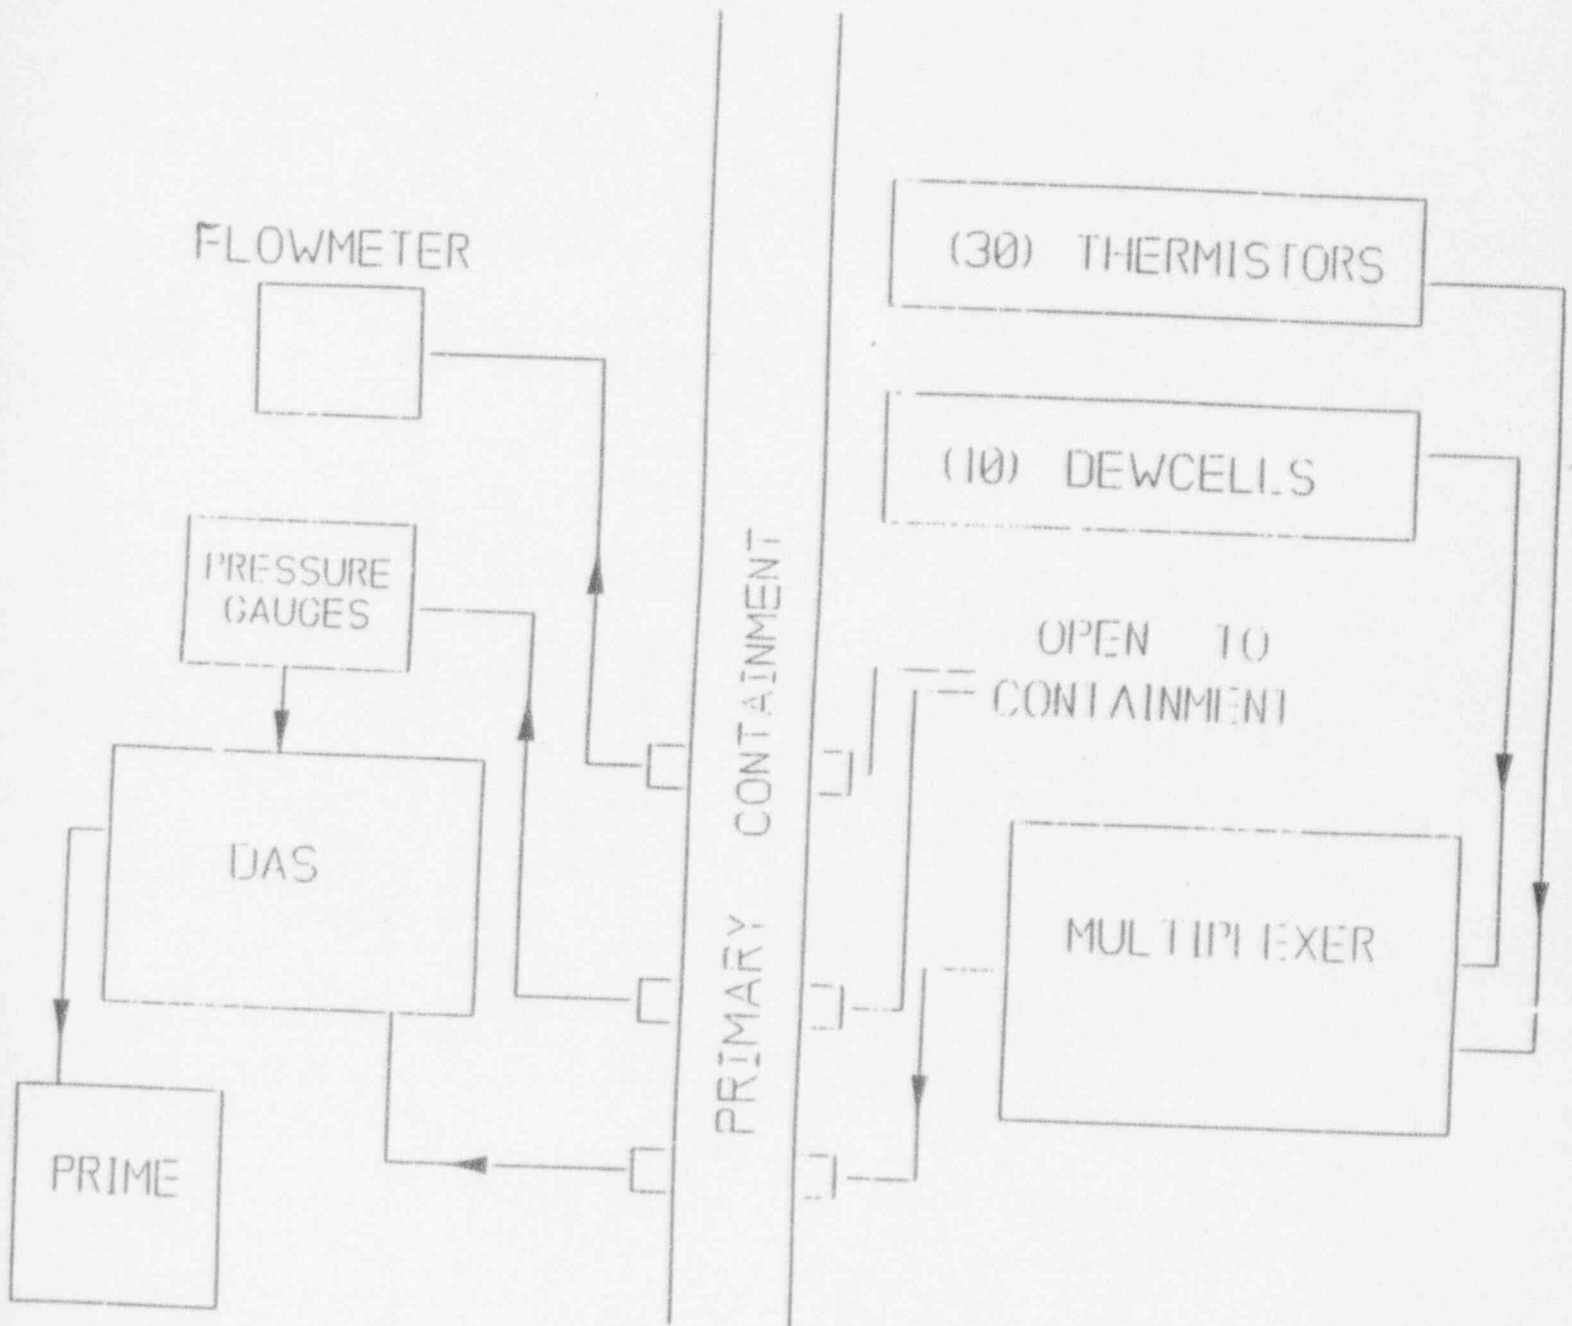 FLOWMETER
PRESSURE
GAUGES
DAS
PRIME
PRIMARY CONTAINMENT
(30) THERMISTORS
(10) DEWCELLS
OPEN TO
CONTAINMENT
MULTIPLEXER